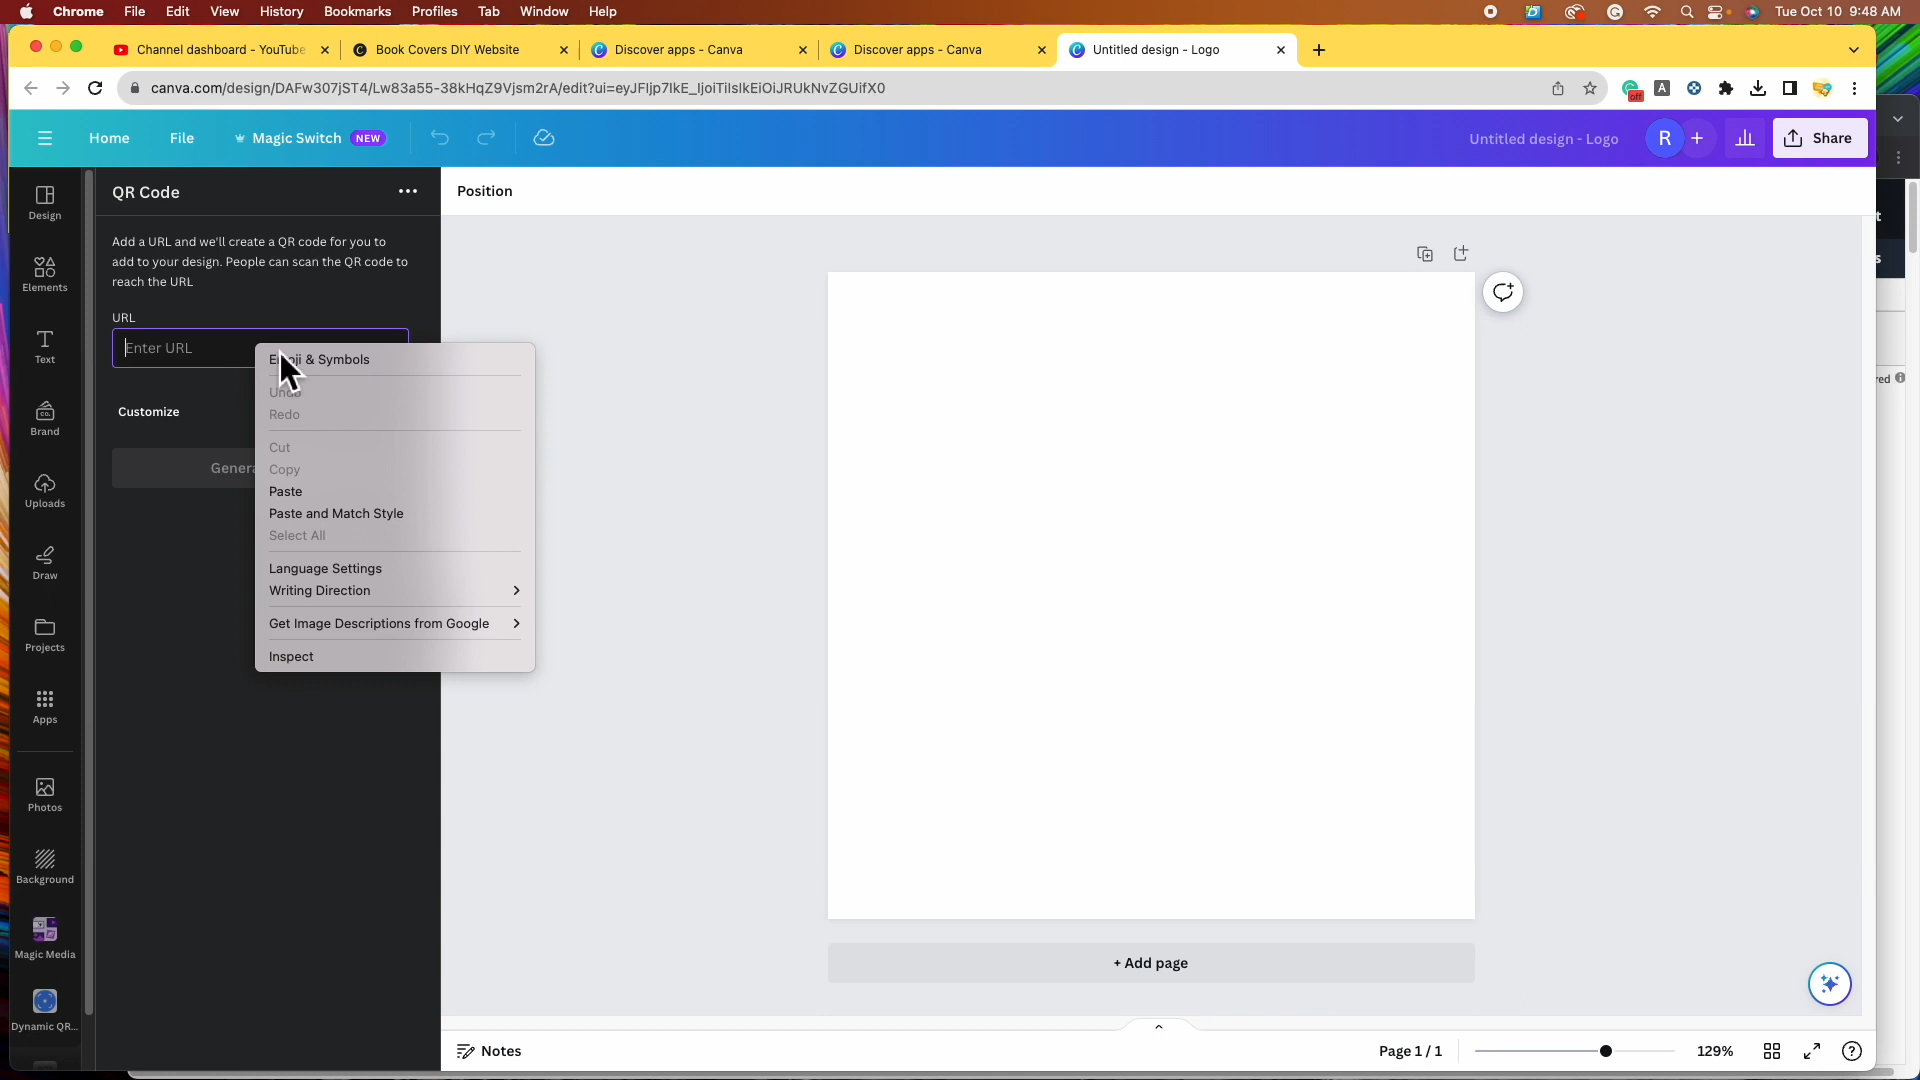 Chrome File Edit View History Bookmarks Profiles Tab Window Help Tue Oct 10 9:48 AM
Channel dashboard - YouTube Book Covers DIY Website Discover apps - Canva Discover apps - Canva Untitled design - Logo
canva.com/design/DAFw307jST4/Lw83a55-38kHqZ9Vjsm2rA/edit?ui=eyJFIjp7IkE_IjoiTiIsIkEiOiJRUkNvZGUifX0
off
A
Home File Magic Switch NEW Untitled design - Logo R + Share
Design
Elements
Text
Brand
Uploads
Draw
Projects
Apps
Photos
Background
Magic Media
Dynamic QR...
QR Code
Add a URL and we'll create a QR code for you to
add to your design. People can scan the QR code to
reach the URL
URL
Enter URL
Customize
Genera
Emoji & Symbols
Undo
Redo
Cut
Copy
Paste
Paste and Match Style
Select All
Language Settings
Writing Direction
Get Image Descriptions from Google
Inspect
Position
+ Add page
Notes Page 1 / 1 129%